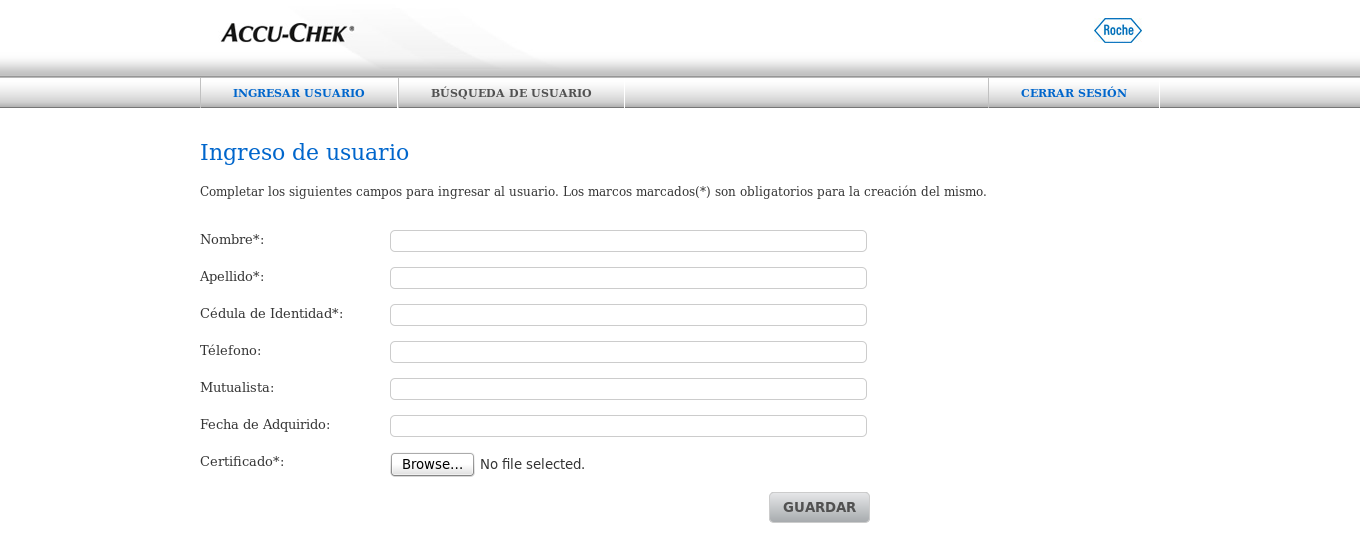 ACCU-CHEK®
Roche
INGRESAR USUARIO
BÚSQUEDA DE USUARIO
CERRAR SESIÓN
Ingreso de usuario
Completar los siguientes campos para ingresar al usuario. Los marcos marcados(*) son obligatorios para la creación del mismo.
Nombre*:
Apellido*:
Cédula de Identidad*:
Télefono:
Mutualista:
Fecha de Adquirido:
Certificado*:
Browse... No file selected.
GUARDAR